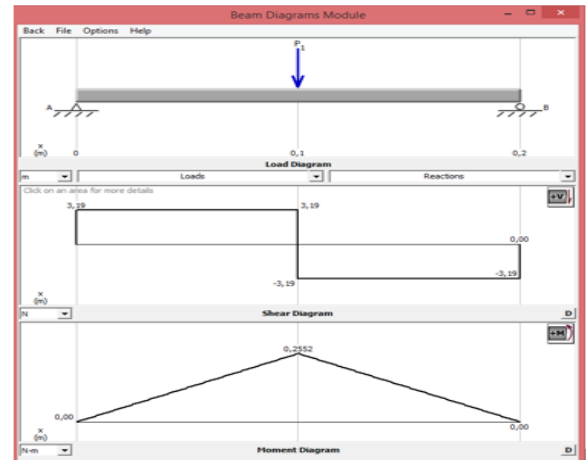 Beam Diagrams Module
Back File Options Help
P1
A
B
x
(m) 0 0,1 0,2
Load Diagram
m Loads Reactions
Click on an area for more details
+V
3,19 3,19
0,00
-3,19 -3,19
x
(m)
N Shear Diagram D
+M
0,2552
0,00 0,00
x
(m)
N-m Moment Diagram D